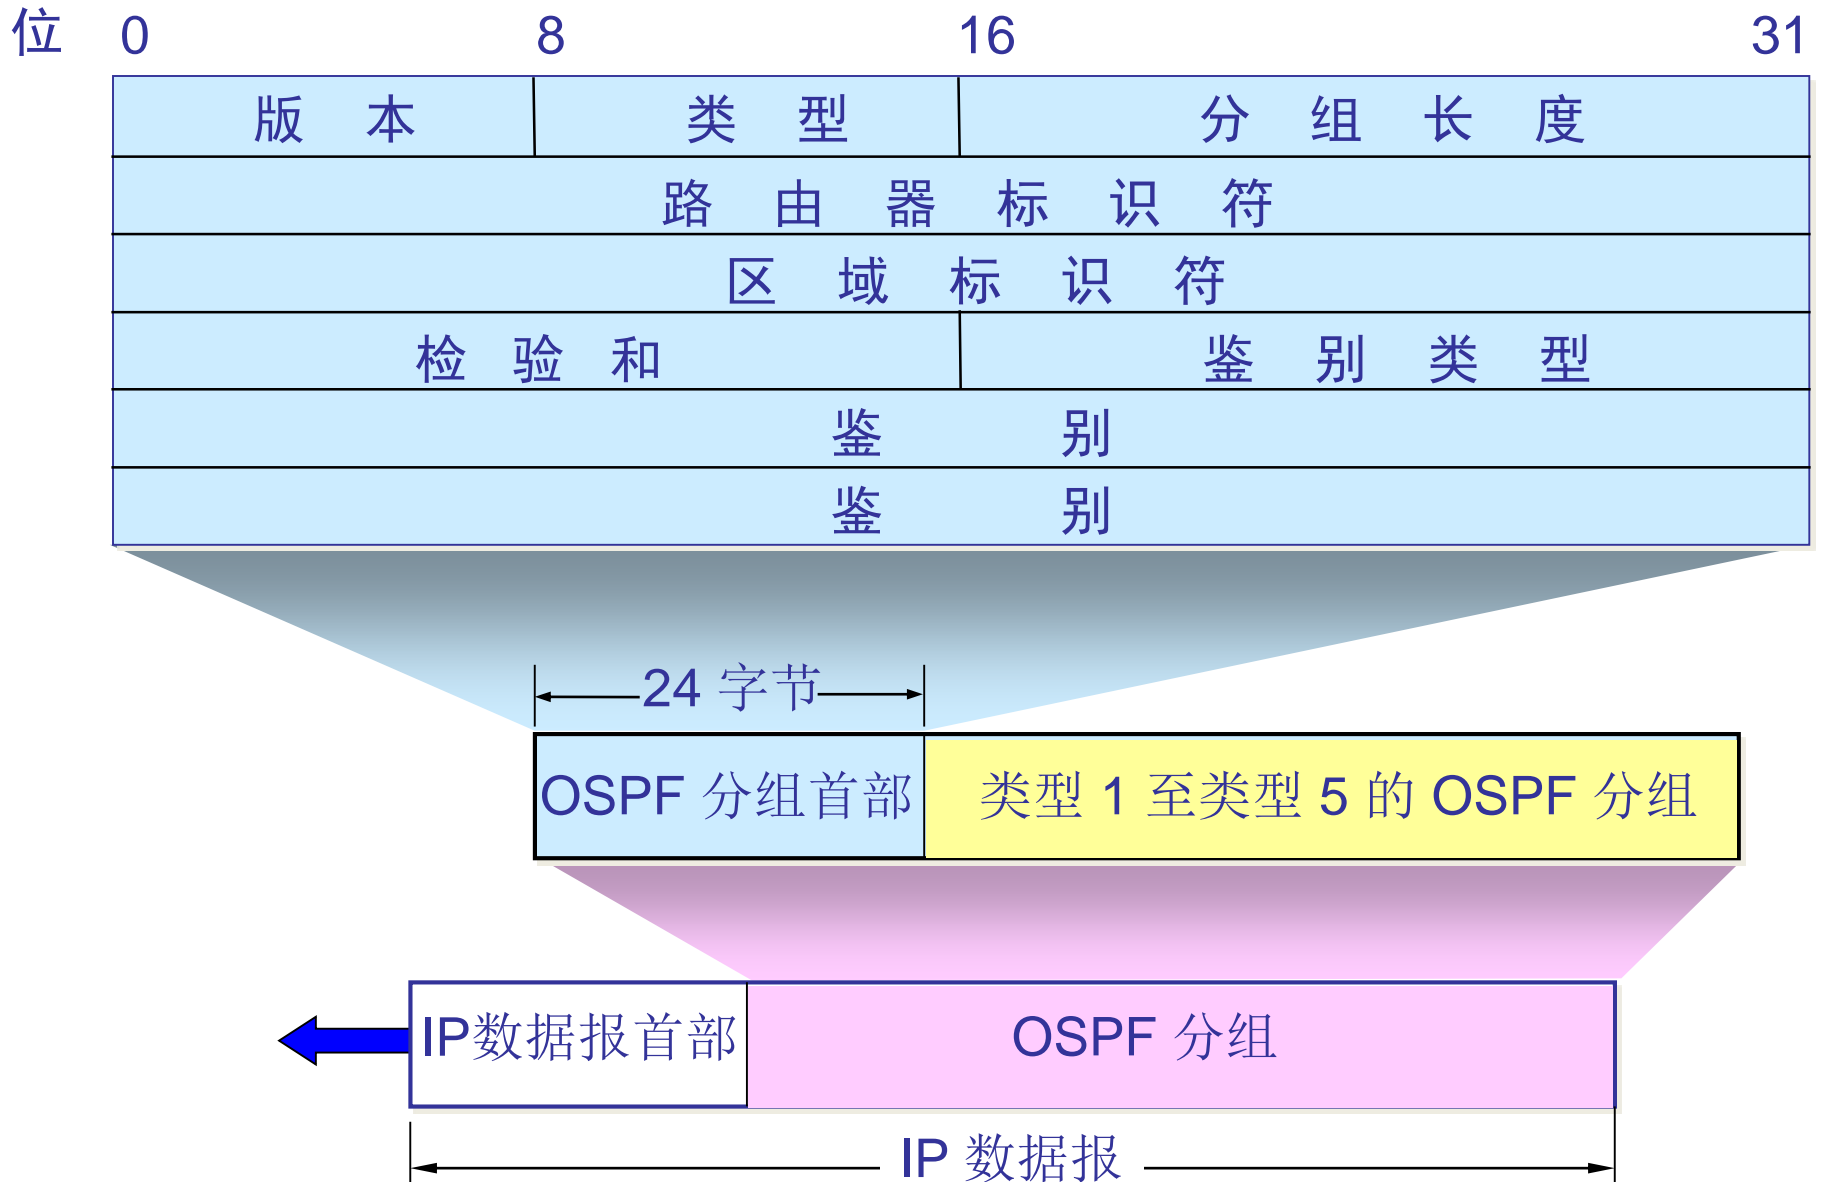 位 0 8 16 31
版 本 类 型 分 组 长 度
路 由 器 标 识 符
区 域 标 识 符
检 验 和 鉴 别 类 型
鉴 别
鉴 别
24 字节
OSPF 分组首部 类型 1 至类型 5 的 OSPF 分组
IP数据报首部 OSPF 分组
IP 数据报